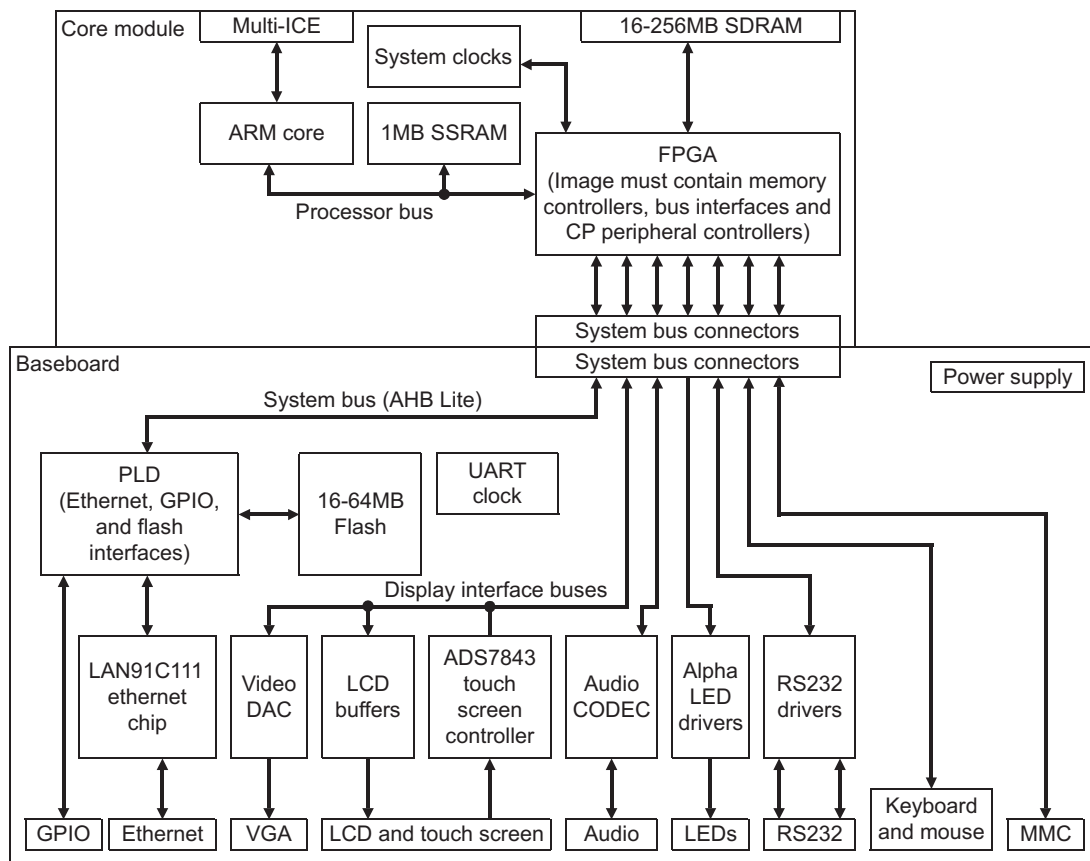 Core module
Multi-ICE
16-256MB SDRAM
System clocks
ARM core
1MB SSRAM
FPGA
(Image must contain memory
controllers, bus interfaces and
CP peripheral controllers)
Processor bus
System bus connectors
System bus connectors
Baseboard
Power supply
System bus (AHB Lite)
PLD
(Ethernet, GPIO,
and flash
interfaces)
16-64MB
Flash
UART
clock
Display interface buses
LAN91C111
ethernet
chip
Video
DAC
LCD
buffers
ADS7843
touch
screen
controller
Audio
CODEC
Alpha
LED
drivers
RS232
drivers
GPIO
Ethernet
VGA
LCD and touch screen
Audio
LEDs
RS232
Keyboard
and mouse
MMC